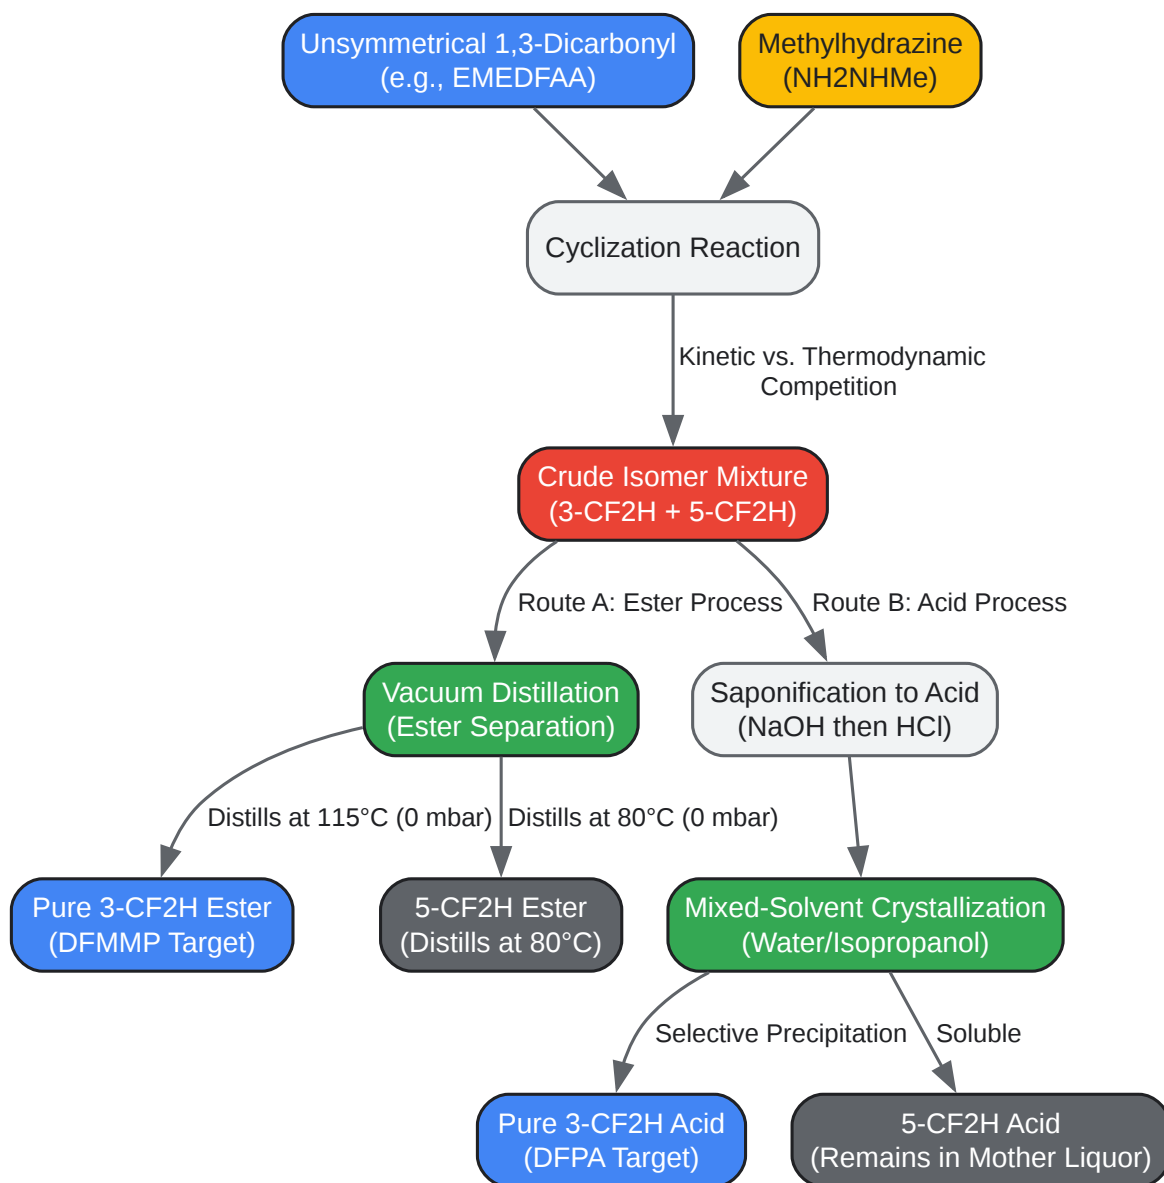 Unsymmetrical 1,3-Dicarbonyl
(e.g., EMEDFAA)
Methylhydrazine
(NH2NHMe)
Cyclization Reaction
Kinetic vs. Thermodynamic
Competition
Crude Isomer Mixture
(3-CF2H + 5-CF2H)
Route A: Ester Process
Route B: Acid Process
Vacuum Distillation
(Ester Separation)
Saponification to Acid
(NaOH then HCl)
Distills at 115°C (0 mbar)
Distills at 80°C (0 mbar)
Pure 3-CF2H Ester
(DFMMP Target)
5-CF2H Ester
(Distills at 80°C)
Mixed-Solvent Crystallization
(Water/Isopropanol)
Selective Precipitation
Soluble
Pure 3-CF2H Acid
(DFPA Target)
5-CF2H Acid
(Remains in Mother Liquor)